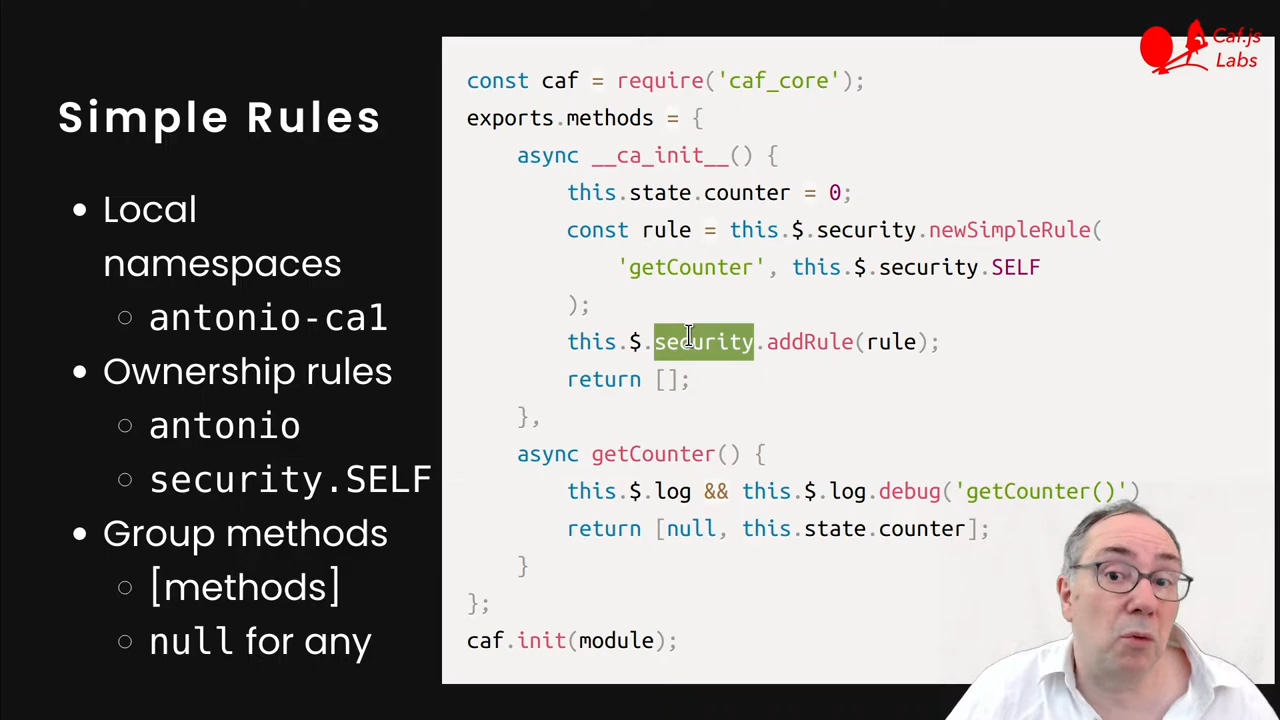 Simple Rules
• Local
namespaces
○ antonio-ca1
• Ownership rules
○ antonio
○ security.SELF
• Group methods
○ [methods]
○ null for any
Caf.js
Labs
const caf = require('caf_core');
exports.methods = {
    async __ca_init__() {
        this.state.counter = 0;
        const rule = this.$.security.newSimpleRule(
            'getCounter', this.$.security.SELF
        );
        this.$.security.addRule(rule);
        return [];
    },
    async getCounter() {
        this.$.log && this.$.log.debug('getCounter()')
        return [null, this.state.counter];
    }
};
caf.init(module);